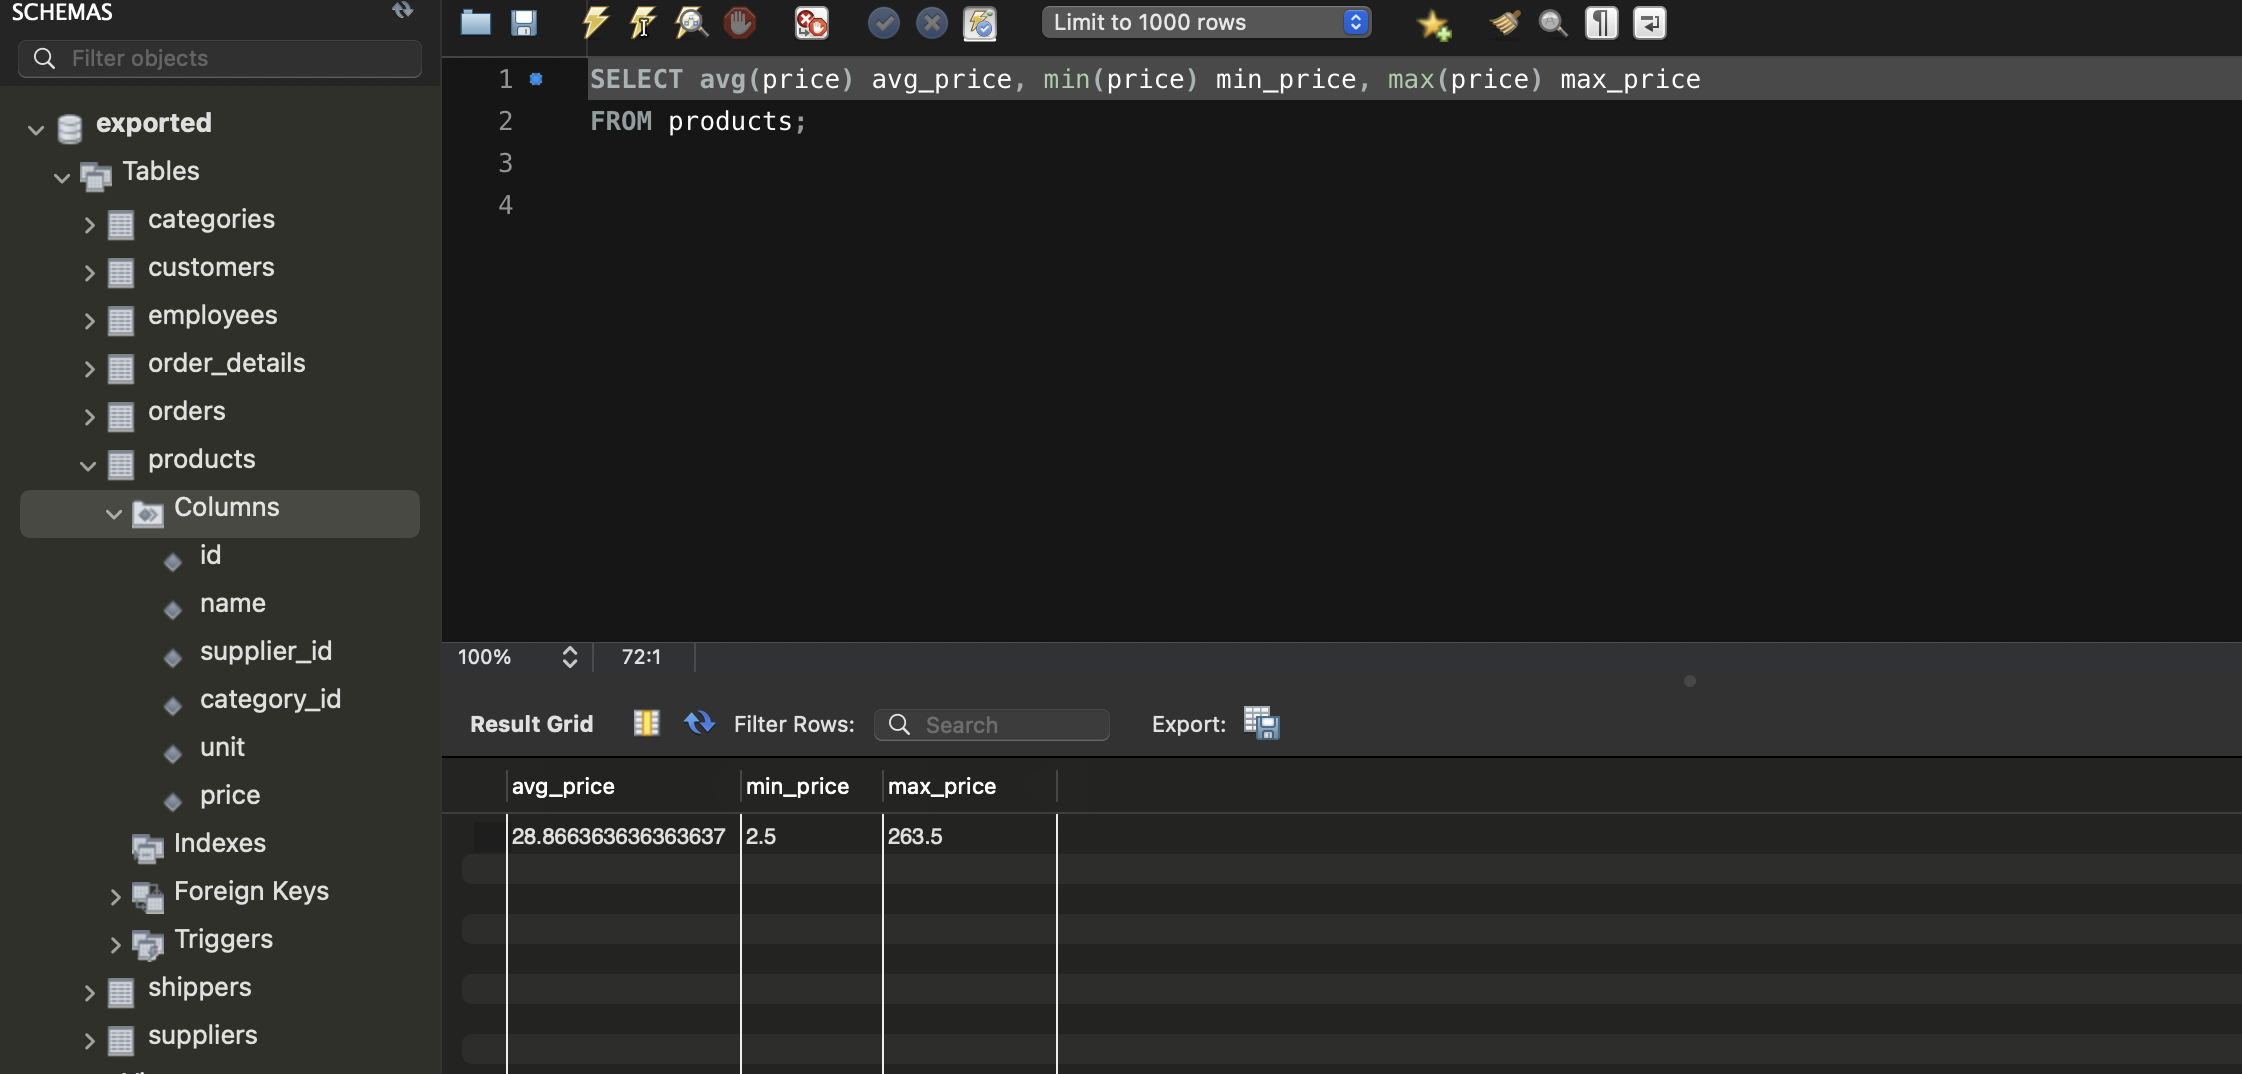 SCHEMAS
Filter objects
exported
Tables
categories
customers
employees
order_details
orders
products
Columns
id
name
supplier_id
category_id
unit
price
Indexes
Foreign Keys
Triggers
shippers
suppliers
Limit to 1000 rows
1 SELECT avg(price) avg_price, min(price) min_price, max(price) max_price
2 FROM products;
3
4
100% 72:1
Result Grid Filter Rows: Search Export:
avg_price min_price max_price
28.866363636363637 2.5 263.5